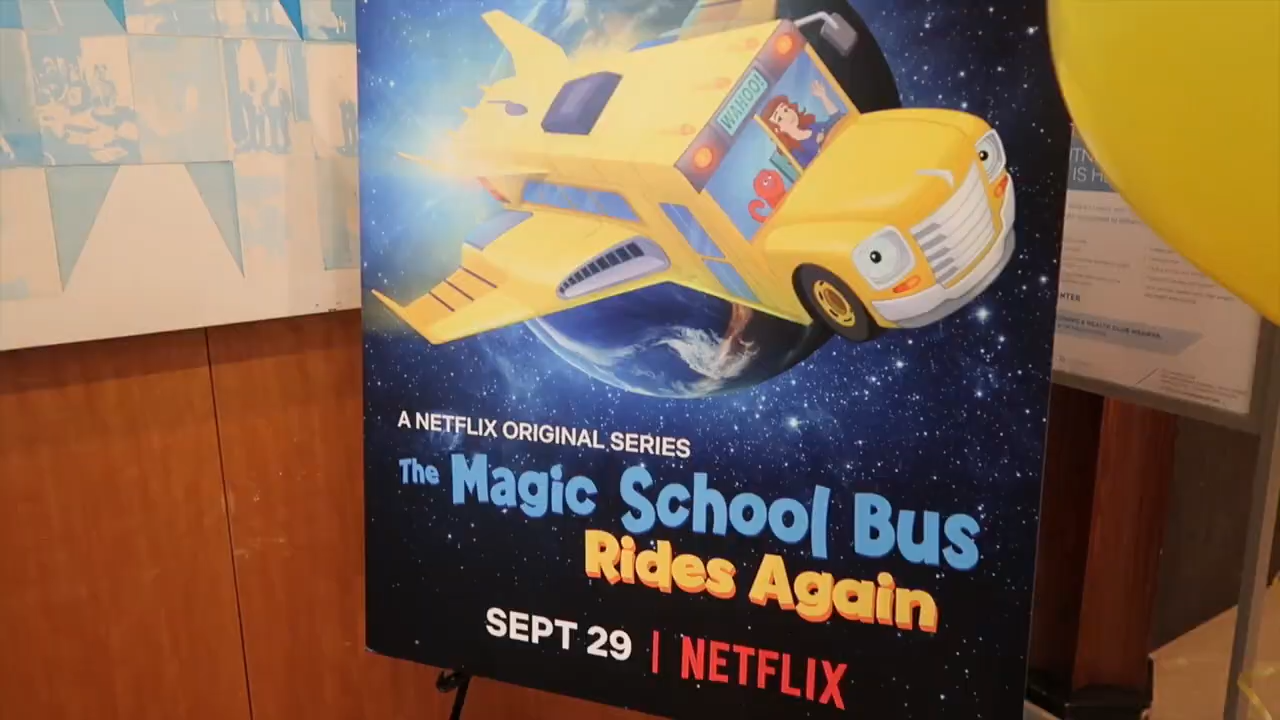 WAHOO!
A NETFLIX ORIGINAL SERIES
The Magic School Bus
Rides Again
SEPT 29 | NETFLIX